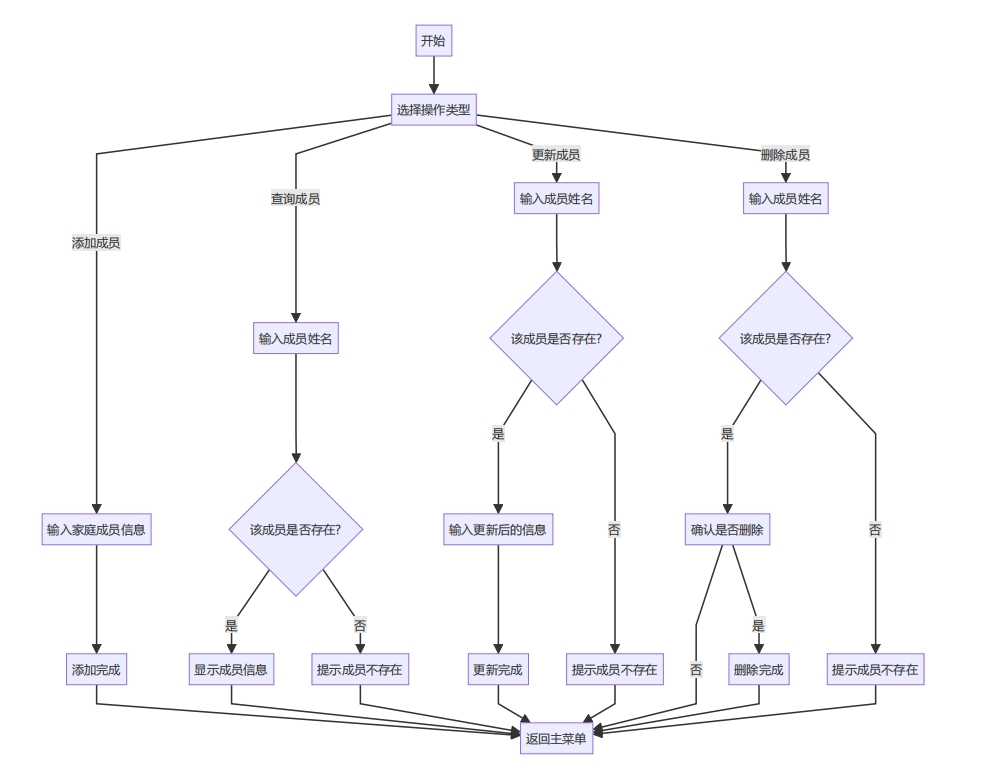 开始
选择操作类型
更新成员
删除成员
查询成员
输入成员姓名
输入成员姓名
添加成员
输入成员姓名
该成员是否存在?
该成员是否存在?
是
是
输入家庭成员信息
该成员是否存在?
输入更新后的信息
否
确认是否删除
否
是
否
是
添加完成
显示成员信息
提示成员不存在
更新完成
提示成员不存在
否
删除完成
提示成员不存在
返回主菜单